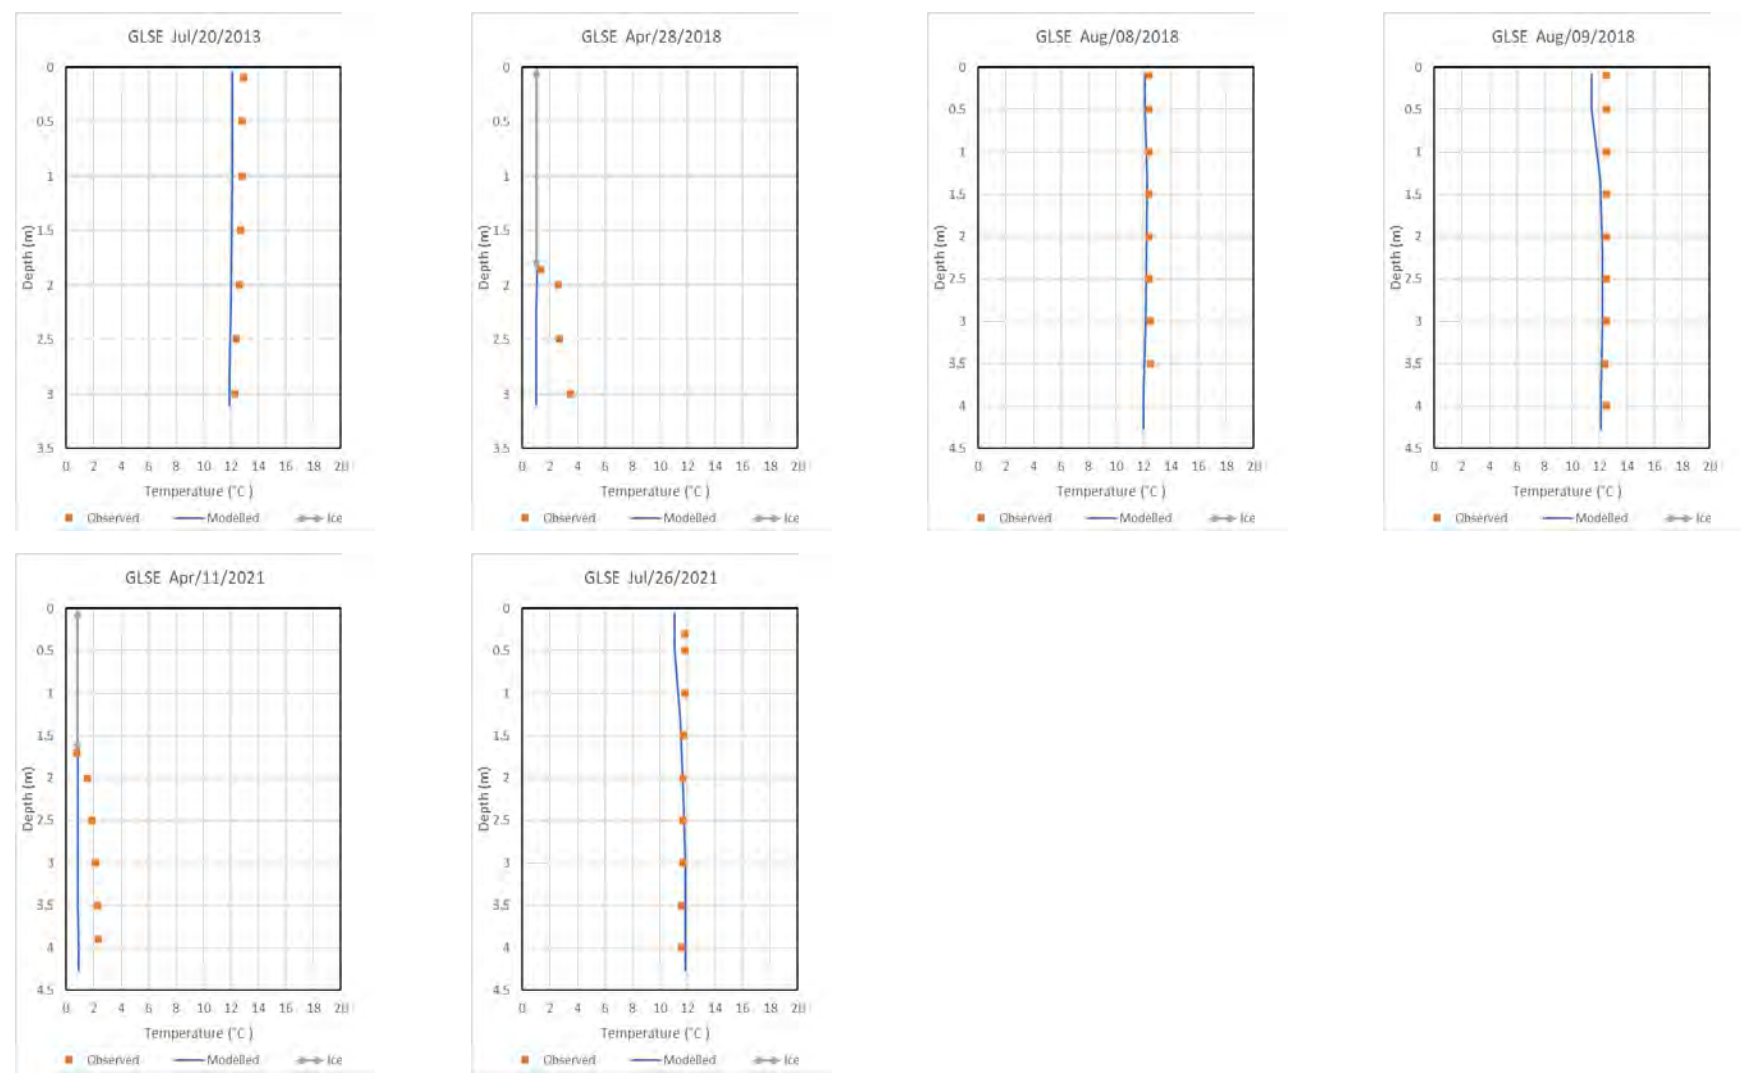 GLSE Jul/20/2013
0
0.5
1
1.5
2
2.5
3
3.5
Depth (m)
0 2 4 6 8 10 12 14 16 18 20
Temperature (°C )
Observed Modelled Ice
GLSE Apr/28/2018
0
0.5
1
1.5
2
2.5
3
3.5
Depth (m)
0 2 4 6 8 10 12 14 16 18 20
Temperature (°C )
Observed Modelled Ice
GLSE Aug/08/2018
0
0.5
1
1.5
2
2.5
3
3.5
4
4.5
Depth (m)
0 2 4 6 8 10 12 14 16 18 20
Temperature (°C )
Observed Modelled Ice
GLSE Aug/09/2018
0
0.5
1
1.5
2
2.5
3
3.5
4
4.5
Depth (m)
0 2 4 6 8 10 12 14 16 18 20
Temperature (°C )
Observed Modelled Ice
GLSE Apr/11/2021
0
0.5
1
1.5
2
2.5
3
3.5
4
4.5
Depth (m)
0 2 4 6 8 10 12 14 16 18 20
Temperature (°C )
Observed Modelled Ice
GLSE Jul/26/2021
0
0.5
1
1.5
2
2.5
3
3.5
4
4.5
Depth (m)
0 2 4 6 8 10 12 14 16 18 20
Temperature (°C )
Observed Modelled Ice